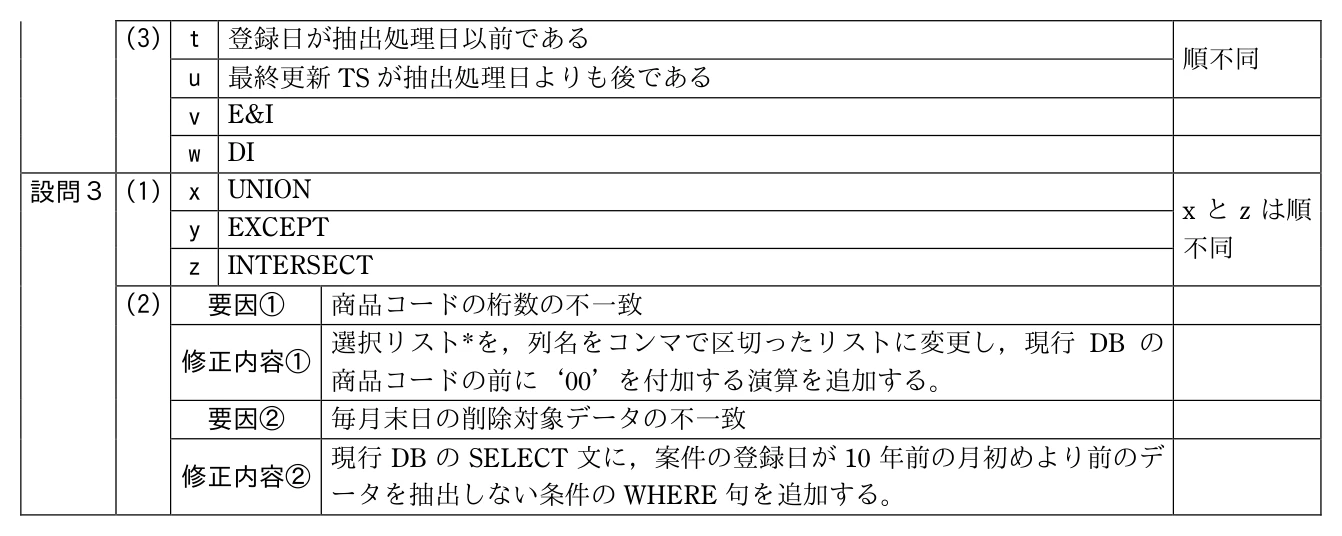 (3) t 登録日が抽出処理日以前である 順不同
u 最終更新 TS が抽出処理日よりも後である
v E&I
w DI
設問3 (1) x UNION x と z は順
y EXCEPT 不同
z INTERSECT
(2) 要因① 商品コードの桁数の不一致
修正内容① 選択リスト*を，列名をコンマで区切ったリストに変更し，現行 DB の
商品コードの前に‘00’を付加する演算を追加する。
要因② 毎月末日の削除対象データの不一致
修正内容② 現行 DB の SELECT 文に，案件の登録日が 10 年前の月初めより前のデ
ータを抽出しない条件の WHERE 句を追加する。